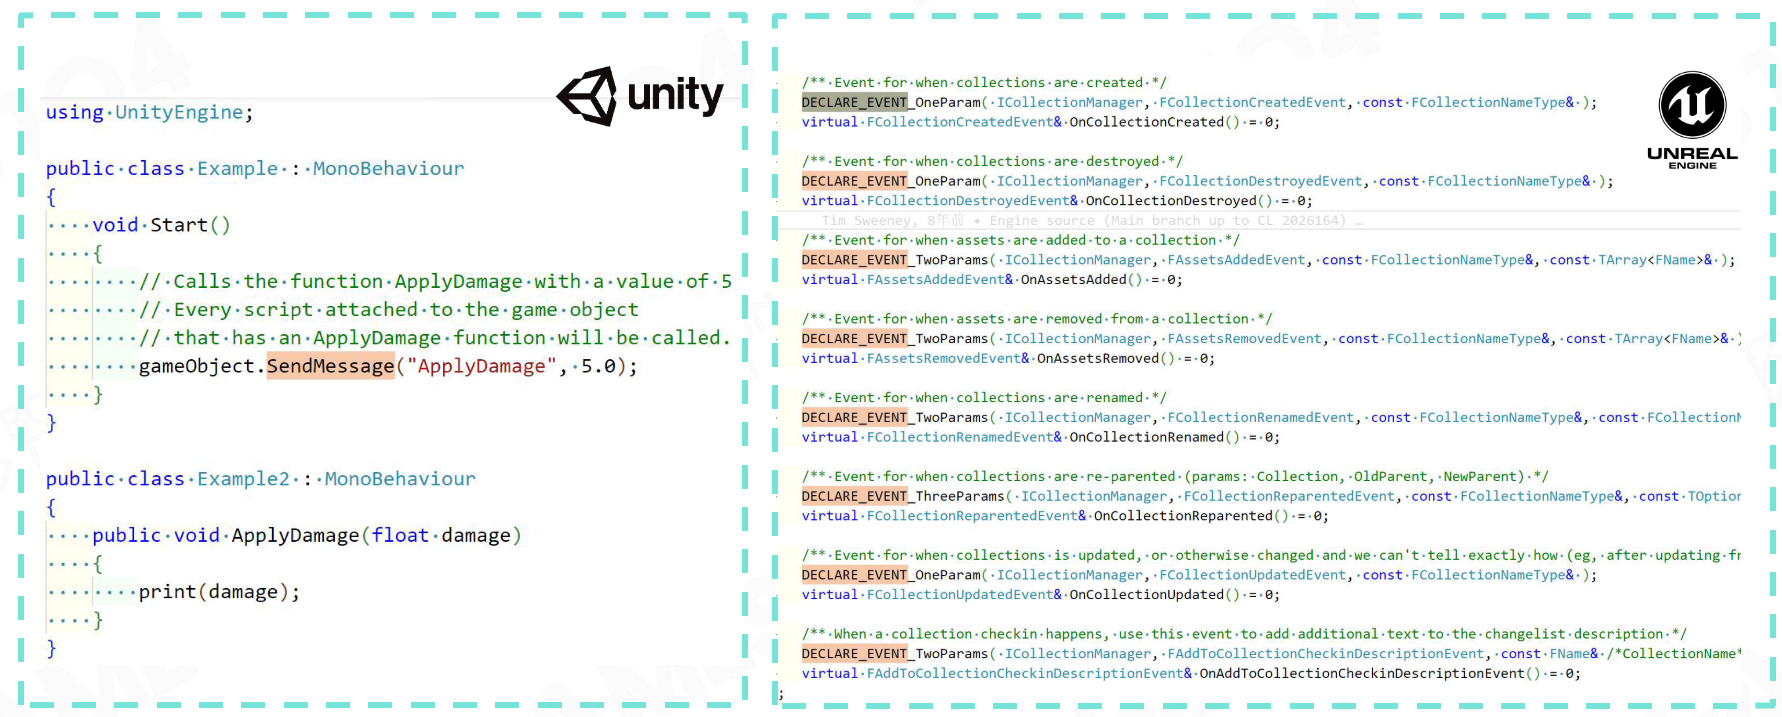 using UnityEngine;
public class Example : MonoBehaviour
{
void Start()
{
// Calls the function ApplyDamage with a value of 5
// Every script attached to the game object
// that has an ApplyDamage function will be called.
gameObject.SendMessage("ApplyDamage", 5.0);
}
}
public class Example2 : MonoBehaviour
{
public void ApplyDamage(float damage)
{
print(damage);
}
}
unity
/** Event for when collections are created */
DECLARE_EVENT_OneParam( ICollectionManager, FCollectionCreatedEvent, const FCollectionNameType& );
virtual FCollectionCreatedEvent& OnCollectionCreated() = 0;
/** Event for when collections are destroyed */
DECLARE_EVENT_OneParam( ICollectionManager, FCollectionDestroyedEvent, const FCollectionNameType& );
virtual FCollectionDestroyedEvent& OnCollectionDestroyed() = 0;
Tim Sweeney, 8年前 • Engine source (Main branch up to CL 2026164) …
/** Event for when assets are added to a collection */
DECLARE_EVENT_TwoParams( ICollectionManager, FAssetsAddedEvent, const FCollectionNameType&, const TArray<FName>& );
virtual FAssetsAddedEvent& OnAssetsAdded() = 0;
/** Event for when assets are removed from a collection */
DECLARE_EVENT_TwoParams( ICollectionManager, FAssetsRemovedEvent, const FCollectionNameType&, const TArray<FName>& )
virtual FAssetsRemovedEvent& OnAssetsRemoved() = 0;
/** Event for when collections are renamed */
DECLARE_EVENT_TwoParams( ICollectionManager, FCollectionRenamedEvent, const FCollectionNameType&, const FCollectionN
virtual FCollectionRenamedEvent& OnCollectionRenamed() = 0;
/** Event for when collections are re-parented (params: Collection, OldParent, NewParent) */
DECLARE_EVENT_ThreeParams( ICollectionManager, FCollectionReparentedEvent, const FCollectionNameType&, const TOption
virtual FCollectionReparentedEvent& OnCollectionReparented() = 0;
/** Event for when collections is updated, or otherwise changed and we can't tell exactly how (eg, after updating fr
DECLARE_EVENT_OneParam( ICollectionManager, FCollectionUpdatedEvent, const FCollectionNameType& );
virtual FCollectionUpdatedEvent& OnCollectionUpdated() = 0;
/** When a collection checkin happens, use this event to add additional text to the changelist description */
DECLARE_EVENT_TwoParams( ICollectionManager, FAddToCollectionCheckinDescriptionEvent, const FName& /*CollectionName*
virtual FAddToCollectionCheckinDescriptionEvent& OnAddToCollectionCheckinDescriptionEvent() = 0;
;
UNREAL
ENGINE